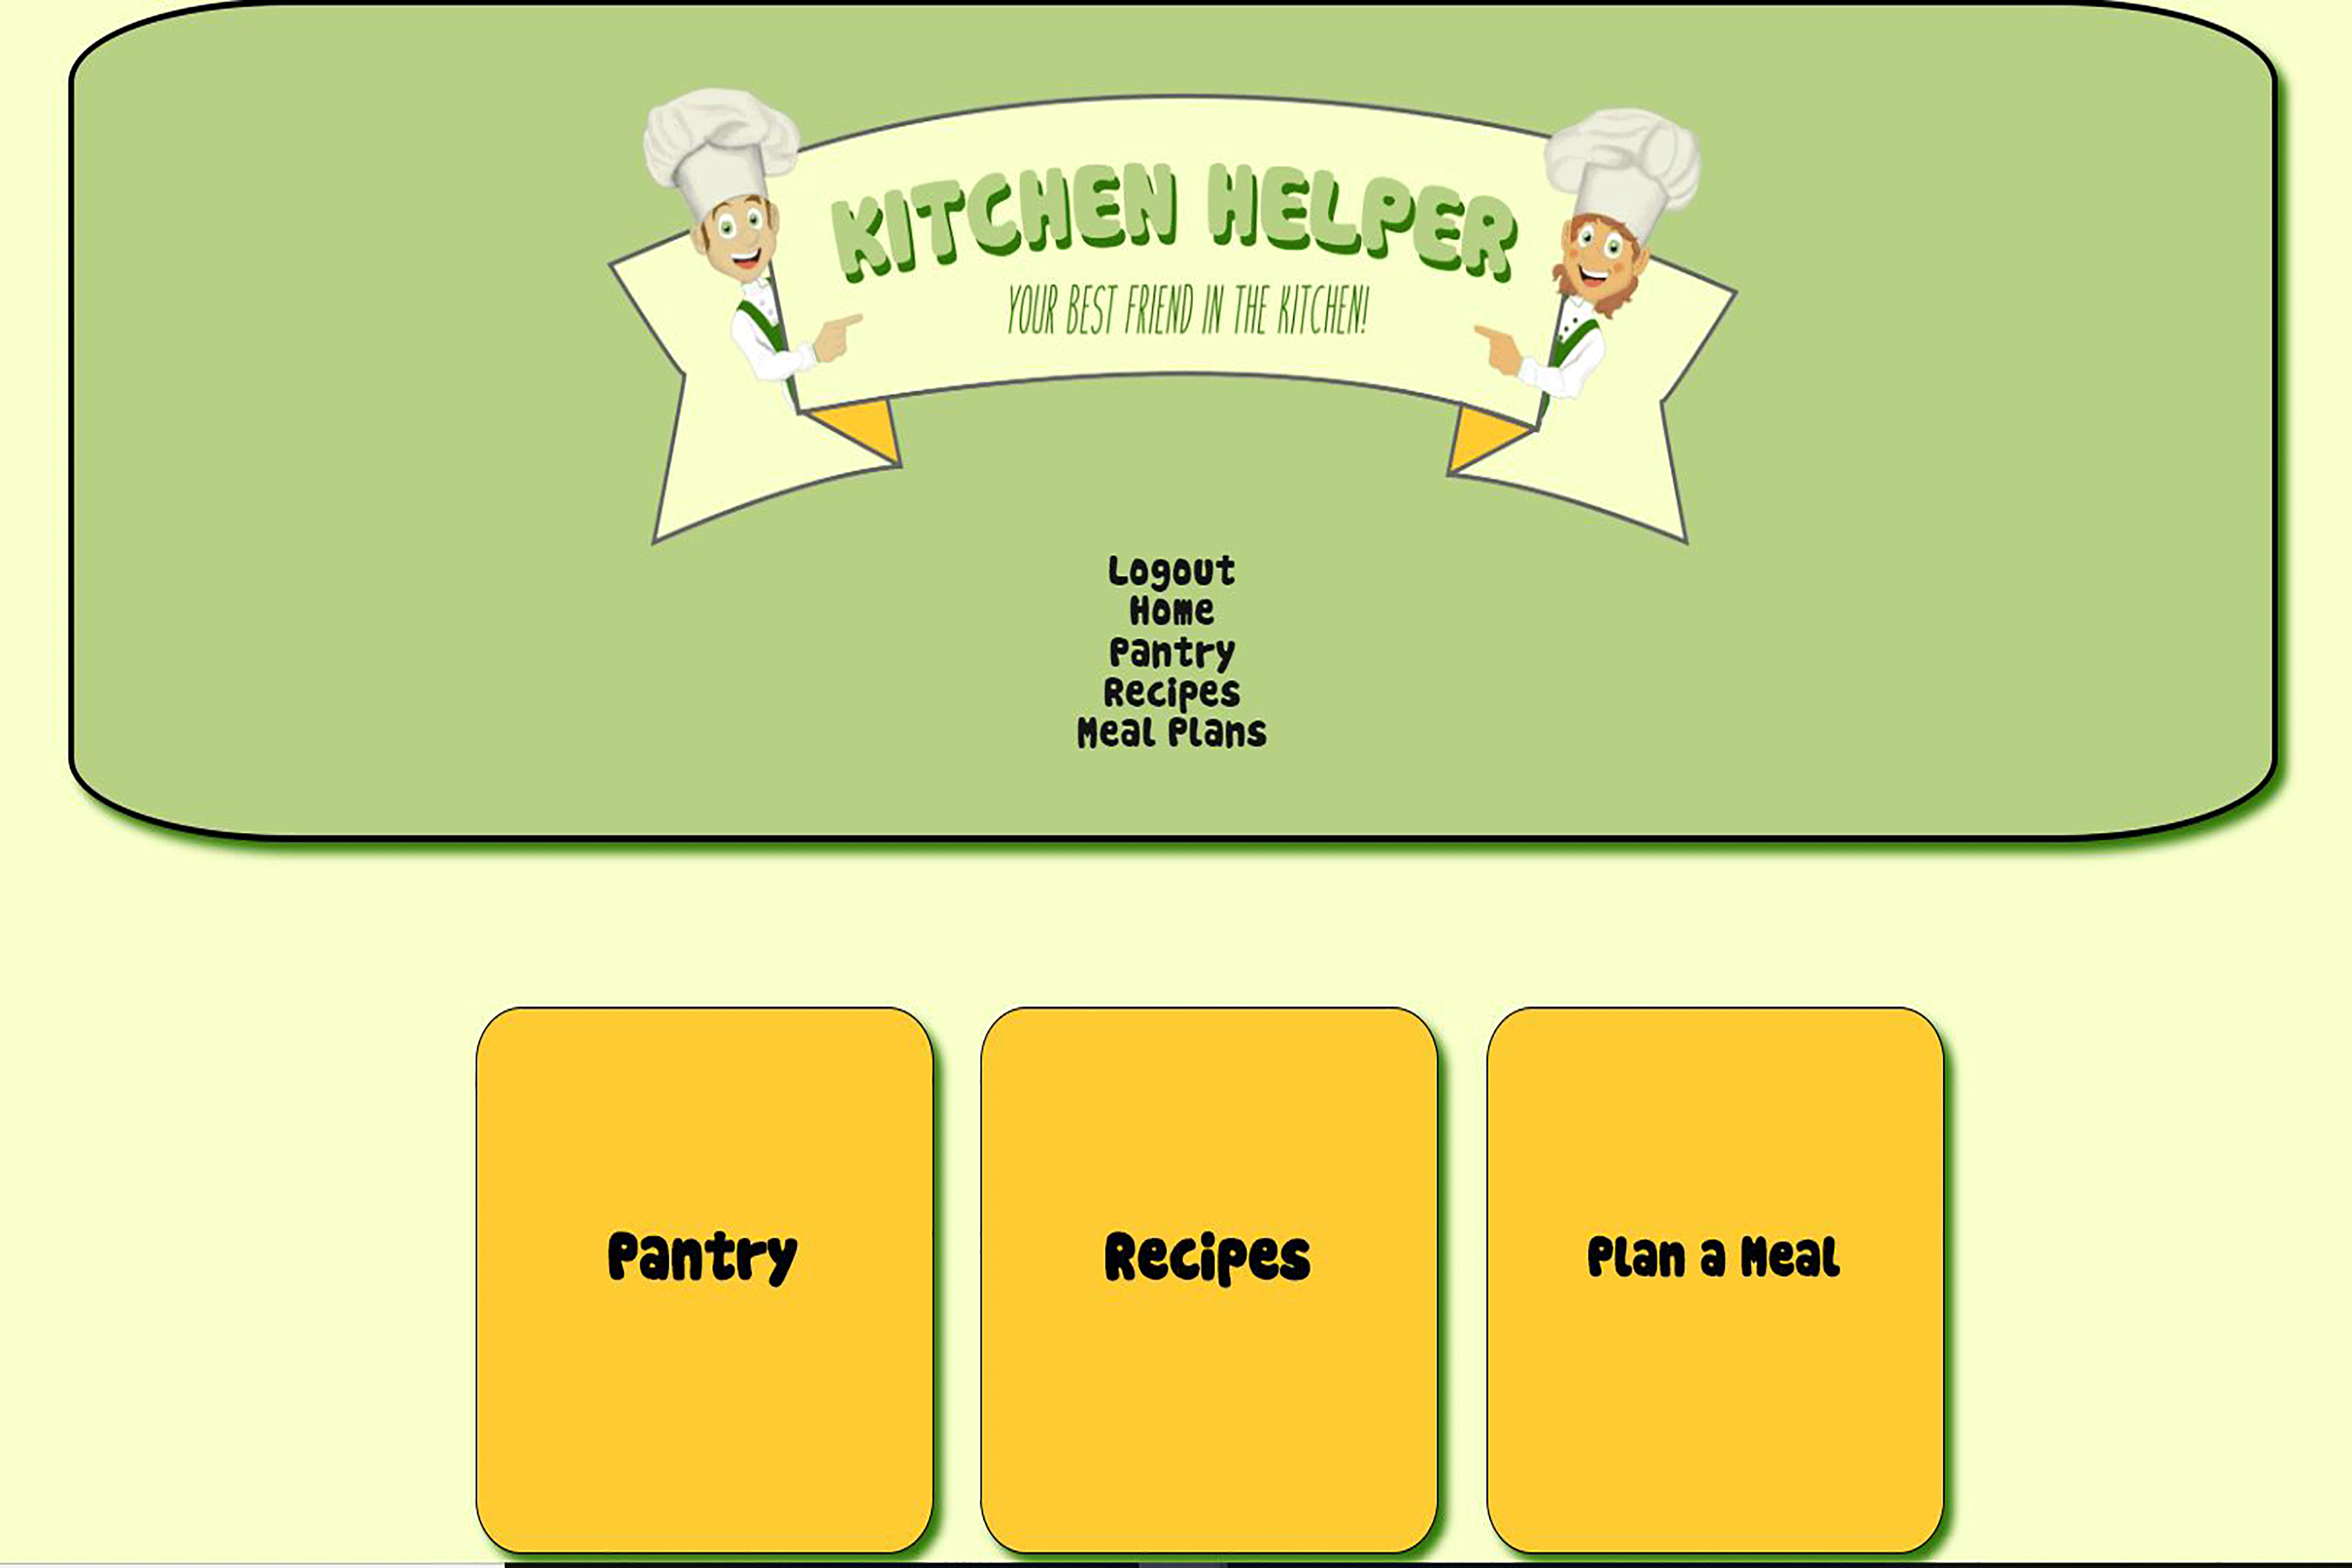 KITCHEN HELPER
YOUR BEST FRIEND IN THE KITCHEN!
Logout
Home
Pantry
Recipes
Meal Plans
Pantry
Recipes
Plan a Meal